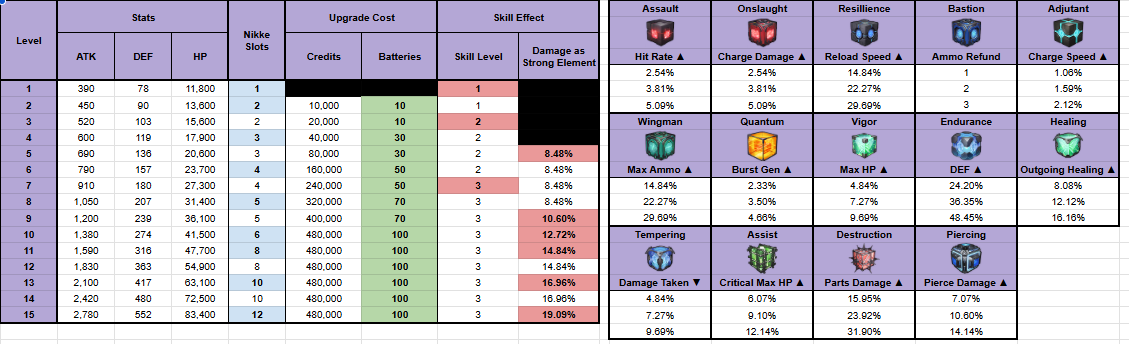 Level Stats Nikke Slots Upgrade Cost Skill Effect
ATK DEF HP Credits Batteries Skill Level Damage as Strong Element
1 390 78 11,800 1 1
2 450 90 13,600 2 10,000 10 1
3 520 103 15,600 2 20,000 10 2
4 600 119 17,900 3 40,000 30 2
5 690 136 20,600 3 80,000 30 2 8.48%
6 790 157 23,700 4 160,000 50 2 8.48%
7 910 180 27,300 4 240,000 50 3 8.48%
8 1,050 207 31,400 5 320,000 70 3 8.48%
9 1,200 239 36,100 5 400,000 70 3 10.60%
10 1,380 274 41,500 6 480,000 100 3 12.72%
11 1,590 316 47,700 8 480,000 100 3 14.84%
12 1,830 363 54,900 8 480,000 100 3 14.84%
13 2,100 417 63,100 10 480,000 100 3 16.96%
14 2,420 480 72,500 10 480,000 100 3 16.96%
15 2,780 552 83,400 12 480,000 100 3 19.09%
Assault Onslaught Resillience Bastion Adjutant
Hit Rate ▲ Charge Damage ▲ Reload Speed ▲ Ammo Refund Charge Speed ▲
2.54% 2.54% 14.84% 1 1.06%
3.81% 3.81% 22.27% 2 1.59%
5.09% 5.09% 29.69% 3 2.12%
Wingman Quantum Vigor Endurance Healing
Max Ammo ▲ Burst Gen ▲ Max HP ▲ DEF ▲ Outgoing Healing ▲
14.84% 2.33% 4.84% 24.20% 8.08%
22.27% 3.50% 7.27% 36.35% 12.12%
29.69% 4.66% 9.69% 48.45% 16.16%
Tempering Assist Destruction Piercing
Damage Taken ▼ Critical Max HP ▲ Parts Damage ▲ Pierce Damage ▲
4.84% 6.07% 15.95% 7.07%
7.27% 9.10% 23.92% 10.60%
9.69% 12.14% 31.90% 14.14%